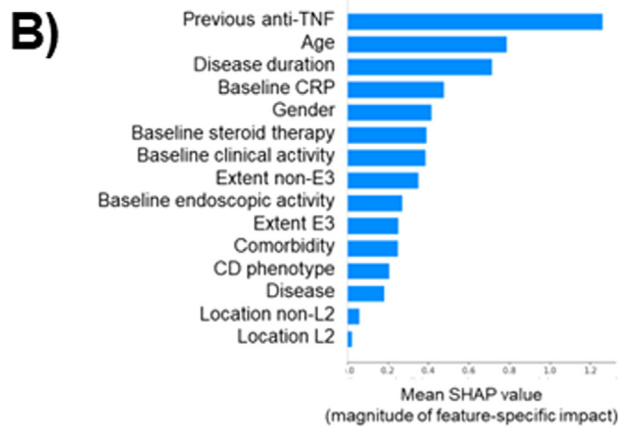 B)
Previous anti-TNF
Age
Disease duration
Baseline CRP
Gender
Baseline steroid therapy
Baseline clinical activity
Extent non-E3
Baseline endoscopic activity
Extent E3
Comorbidity
CD phenotype
Disease
Location non-L2
Location L2
.0 0.2 0.4 0.6 0.8 1.0 1.2
Mean SHAP value
(magnitude of feature-specific impact)